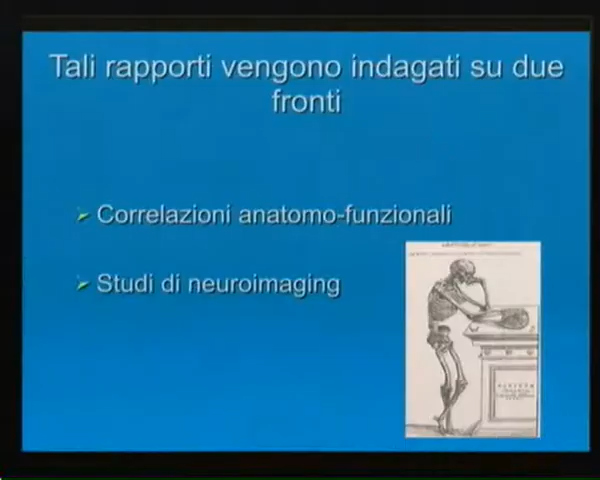 Tali rapporti vengono indagati su due
fronti
Correlazioni anatomo-funzionali
Studi di neuroimaging